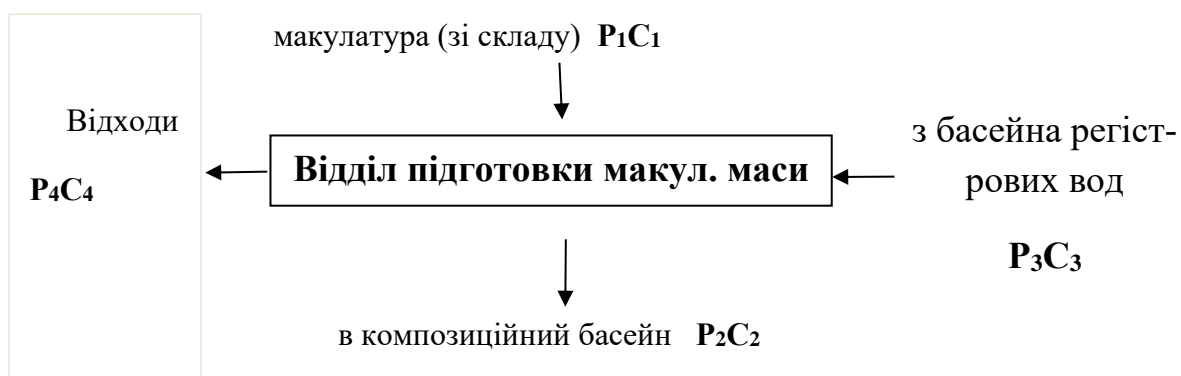 макулатура (зі складу) P₁C₁
Відходи
P₄C₄
Відділ підготовки макул. маси
з басейна регіст-
рових вод
P₃C₃
в композиційний басейн P₂C₂